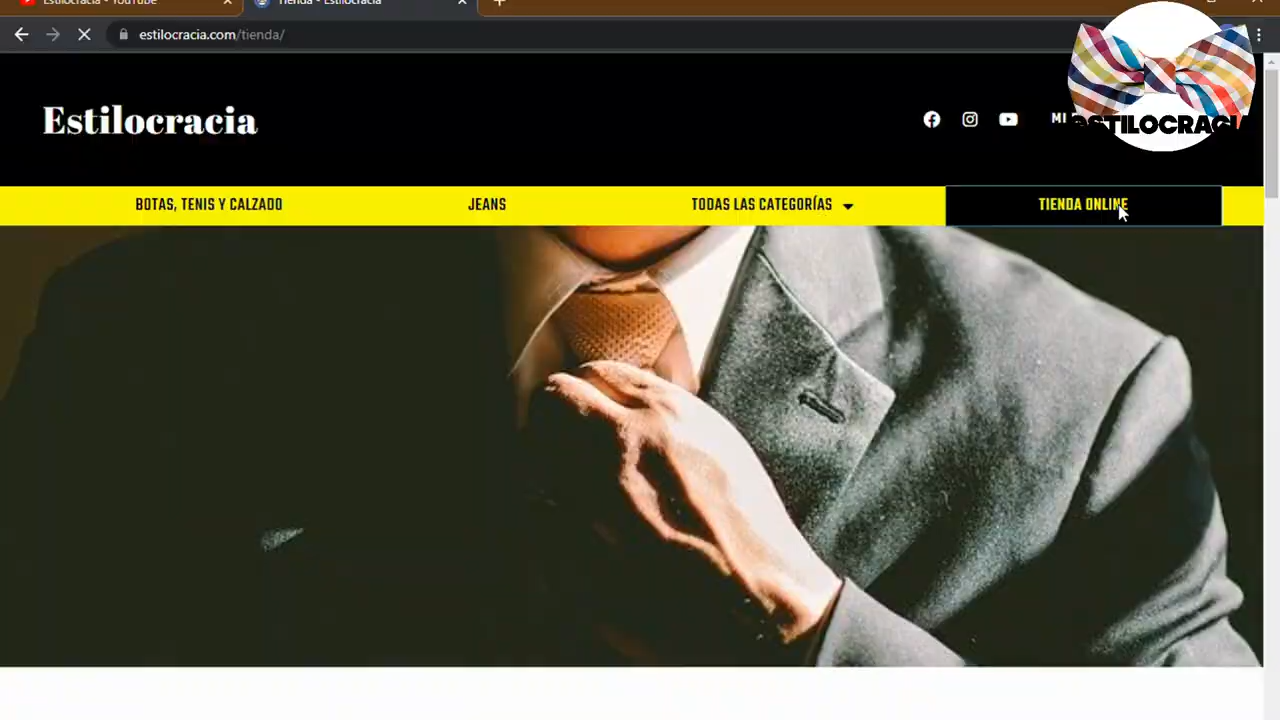 Estilocracia - YouTube
Tienda - Estilocracia
estilocracia.com/tienda/
Estilocracia
ESTILOCRACIA
BOTAS, TENIS Y CALZADO
JEANS
TODAS LAS CATEGORÍAS
TIENDA ONLINE